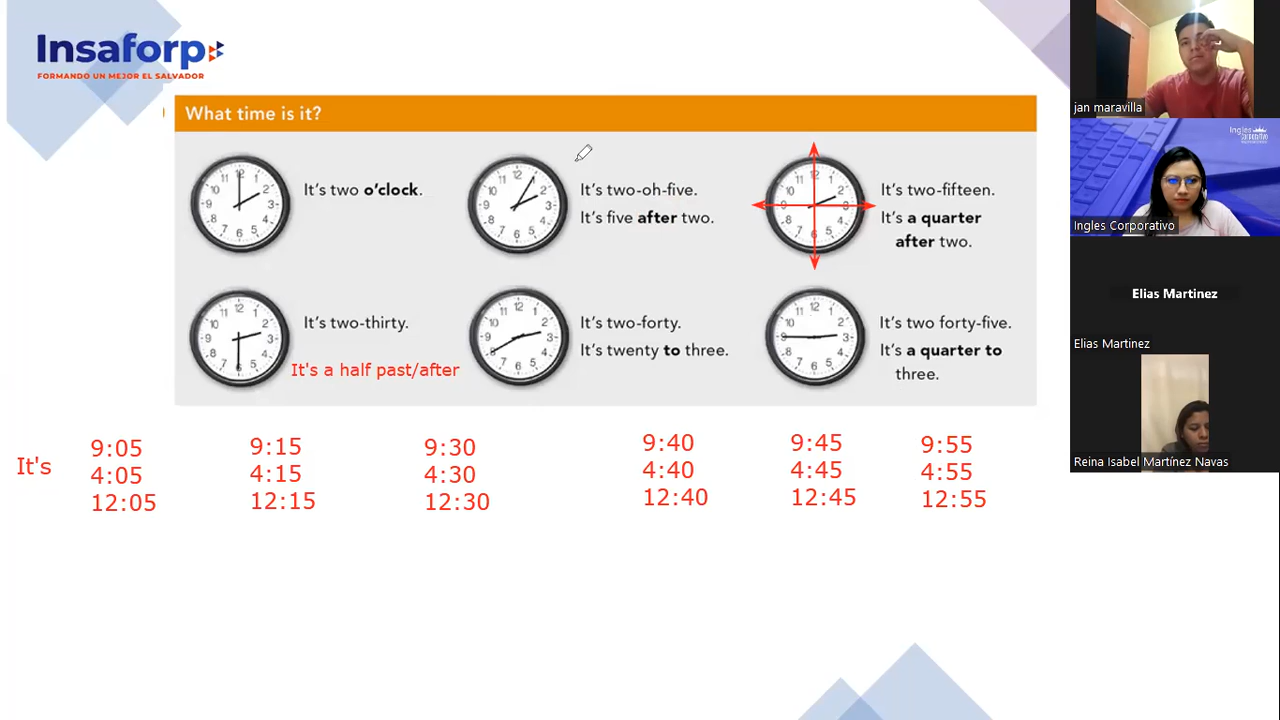 Insaforp
FORMANDO UN MEJOR EL SALVADOR
What time is it?
It's two o'clock.
It's two-oh-five.
It's five after two.
It's two-fifteen.
It's a quarter
after two.
It's two-thirty.
It's a half past/after
It's two-forty.
It's twenty to three.
It's two forty-five.
It's a quarter to
three.
It's
9:05
4:05
12:05
9:15
4:15
12:15
9:30
4:30
12:30
9:40
4:40
12:40
9:45
4:45
12:45
9:55
4:55
12:55
jan maravilla
Ingles Corporativo
Elias Martinez
Elias Martinez
Reina Isabel Martínez Navas